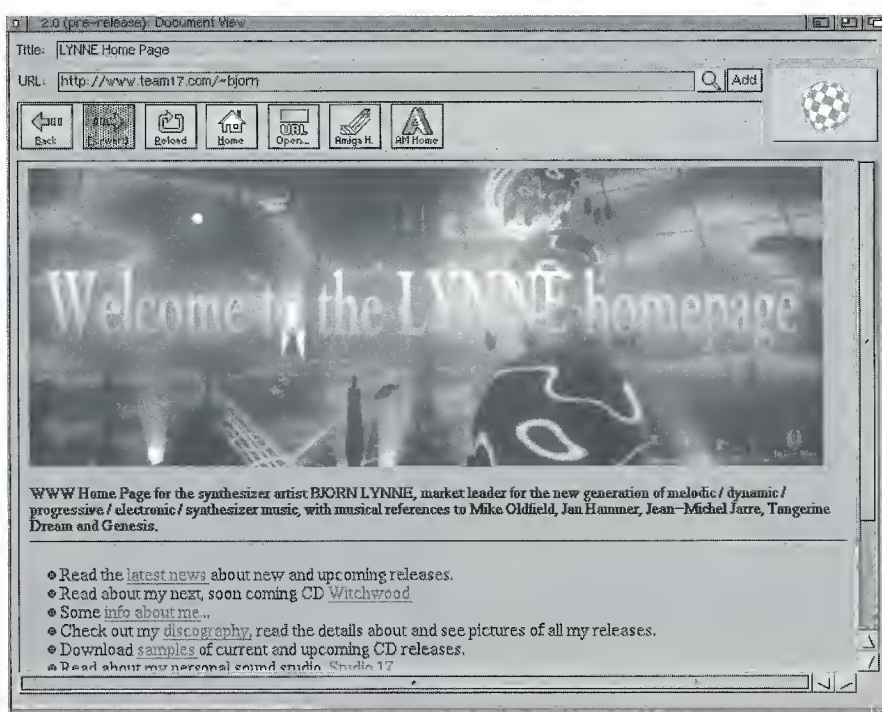 2.0 (pre-release): Document View
Title: LYNNE Home Page
URL: http://www.team17.com/~bjorn
Add
Back
Forward
Reload
Home
URL
Open...
Amiga H.
AM Home
Welcome to the LYNNE homepage
WWW Home Page for the synthesizer artist BJORN LYNNE, market leader for the new generation of melodic / dynamic /
progressive / electronic / synthesizer music, with musical references to Mike Oldfield, Jan Hammer, Jean-Michel Jarre, Tangerine
Dream and Genesis.
Read the latest news about new and upcoming releases.
Read about my next, soon coming CD Witchwood
Some info about me..
Check out my discography, read the details about and see pictures of all my releases.
Download samples of current and upcoming CD releases.
Read about my personal sound studio, Studio 17